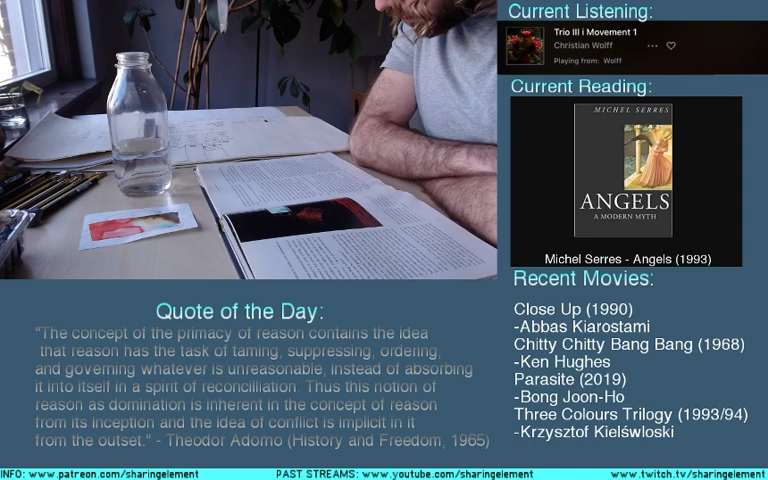 Current Listening:
Trio III i Movement 1
Christian Wolff
Playing from: Wolff
Current Reading:
MICHEL SERRES
ANGELS
A MODERN MYTH
Michel Serres - Angels (1993)
Recent Movies:
Close Up (1990)
-Abbas Kiarostami
Chitty Chitty Bang Bang (1968)
-Ken Hughes
Parasite (2019)
-Bong Joon-Ho
Three Colours Trilogy (1993/94)
-Krzysztof Kielśwloski
Quote of the Day:
"The concept of the primacy of reason contains the idea
that reason has the task of taming, suppressing, ordering,
and governing whatever is unreasonable, instead of absorbing
it into itself in a spirit of reconcilliation. Thus this notion of
reason as domination is inherent in the concept of reason
from its inception and the idea of conflict is implicit in it
from the outset." - Theodor Adorno (History and Freedom, 1965)
INFO: www.patreon.com/sharingelement
PAST STREAMS: www.youtube.com/sharingelement
www.twitch.tv/sharingelement